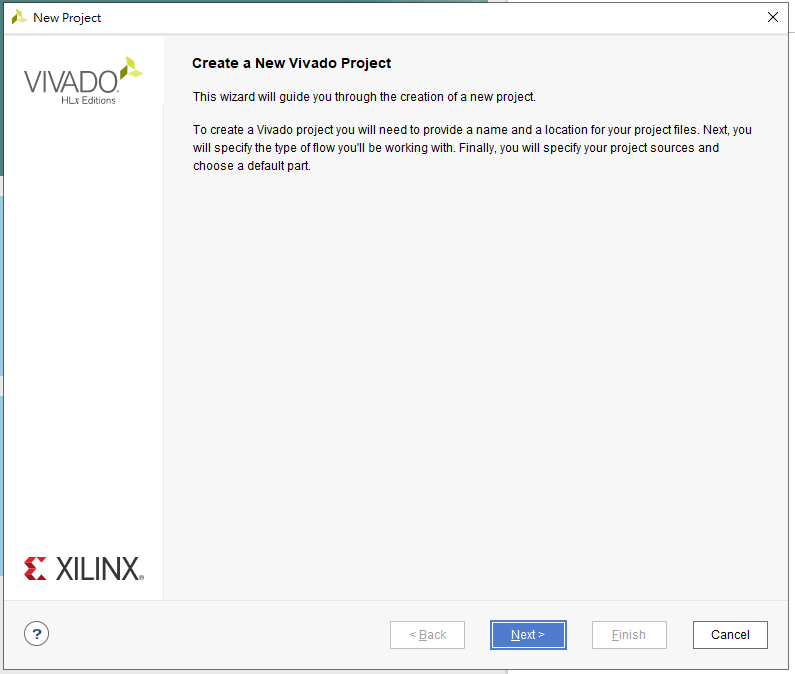 New Project
VIVADO
HLx Editions
Create a New Vivado Project
This wizard will guide you through the creation of a new project.
To create a Vivado project you will need to provide a name and a location for your project files. Next, you
will specify the type of flow you'll be working with. Finally, you will specify your project sources and
choose a default part.
XILINX
?
< Back
Next >
Finish
Cancel